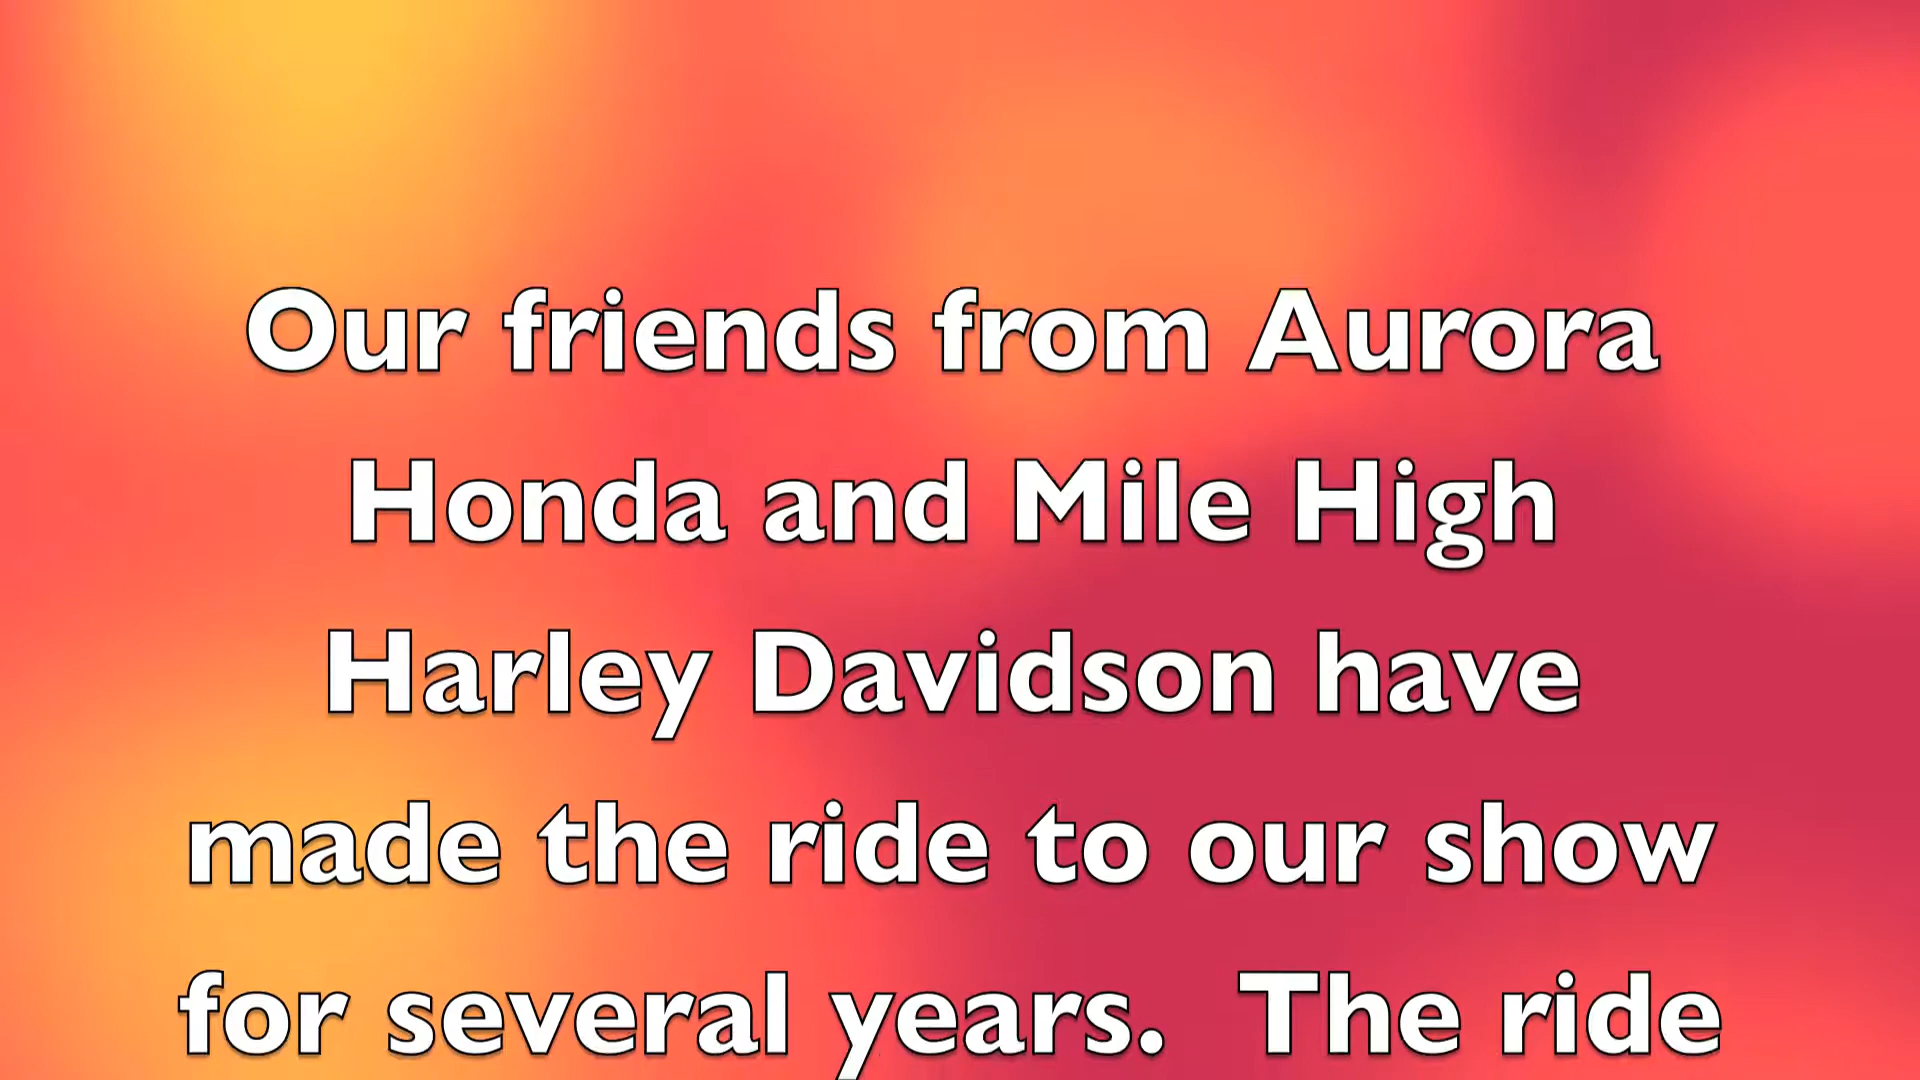 Our friends from Aurora
Honda and Mile High
Harley Davidson have
made the ride to our show
for several years.  The ride